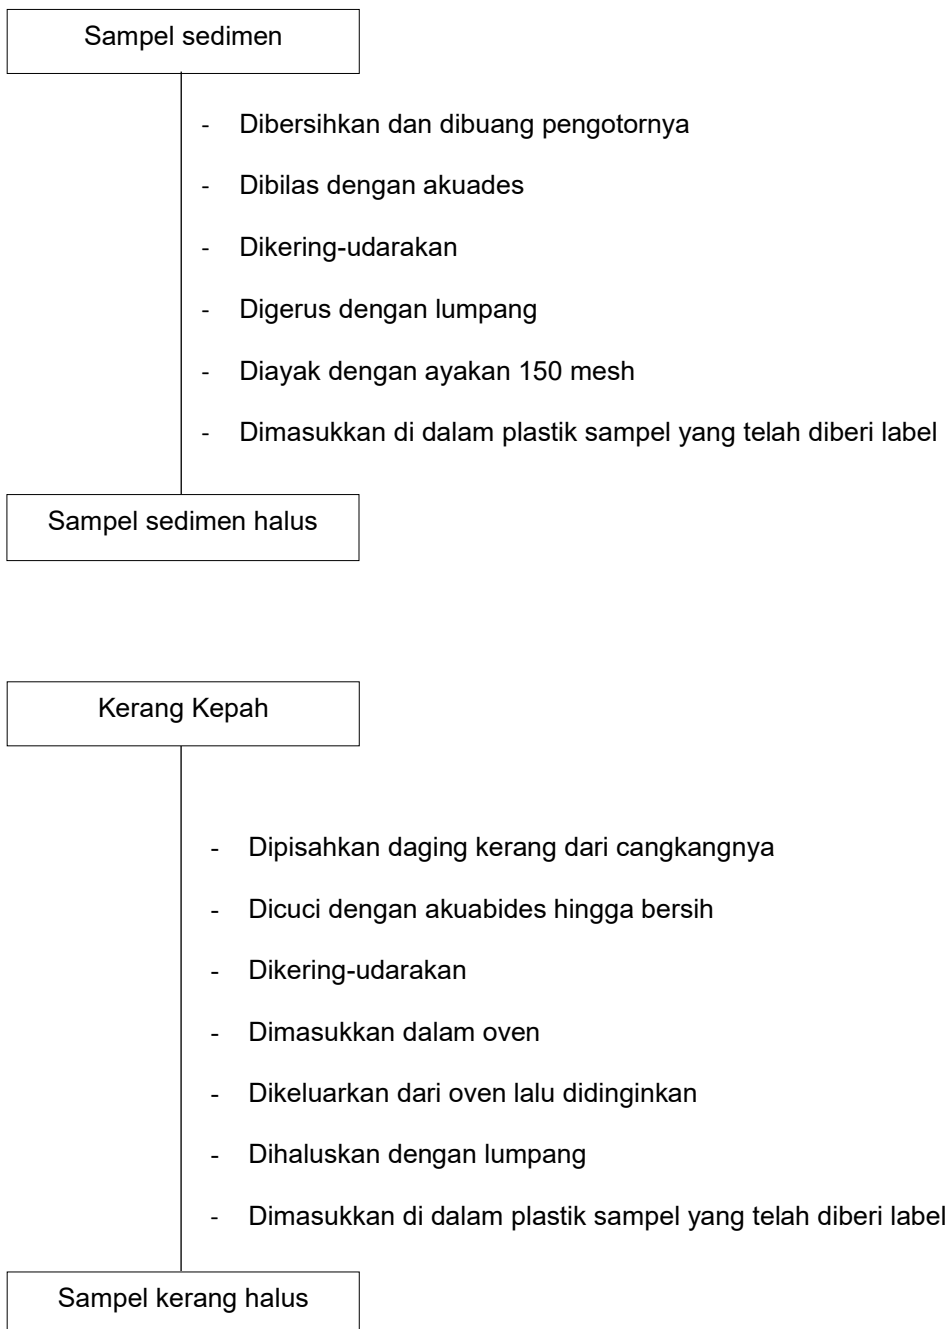 Sampel sedimen
- Dibersihkan dan dibuang pengotornya
- Dibilas dengan akuades
- Dikering-udarakan
- Digerus dengan lumpang
- Diayak dengan ayakan 150 mesh
- Dimasukkan di dalam plastik sampel yang telah diberi label
Sampel sedimen halus
Kerang Kepah
- Dipisahkan daging kerang dari cangkangnya
- Dicuci dengan akuabides hingga bersih
- Dikering-udarakan
- Dimasukkan dalam oven
- Dikeluarkan dari oven lalu didinginkan
- Dihaluskan dengan lumpang
- Dimasukkan di dalam plastik sampel yang telah diberi label
Sampel kerang halus